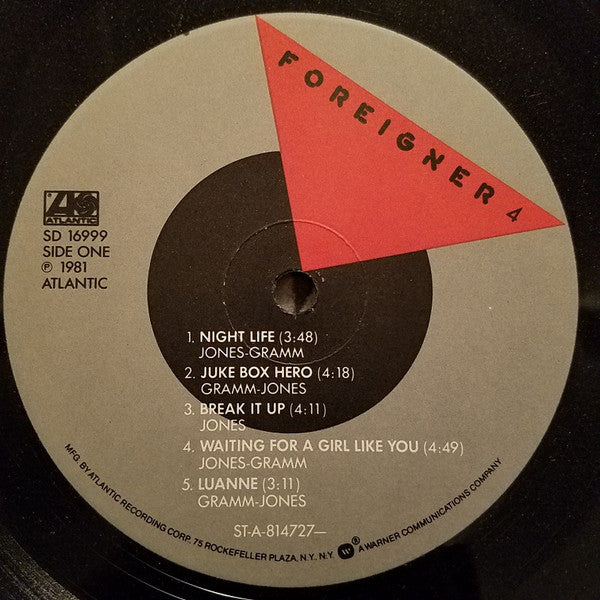 FOREIGNER 4
ATLANTIC
SD 16999
SIDE ONE
℗ 1981
ATLANTIC
1. NIGHT LIFE (3:48)
JONES-GRAMM
2. JUKE BOX HERO (4:18)
GRAMM-JONES
3. BREAK IT UP (4:11)
JONES
4. WAITING FOR A GIRL LIKE YOU (4:49)
JONES-GRAMM
5. LUANNE (3:11)
GRAMM-JONES
ST-A-814727—
MFG. BY ATLANTIC RECORDING CORP. 75 ROCKEFELLER PLAZA, N.Y. N.Y. W ® A WARNER COMMUNICATIONS COMPANY